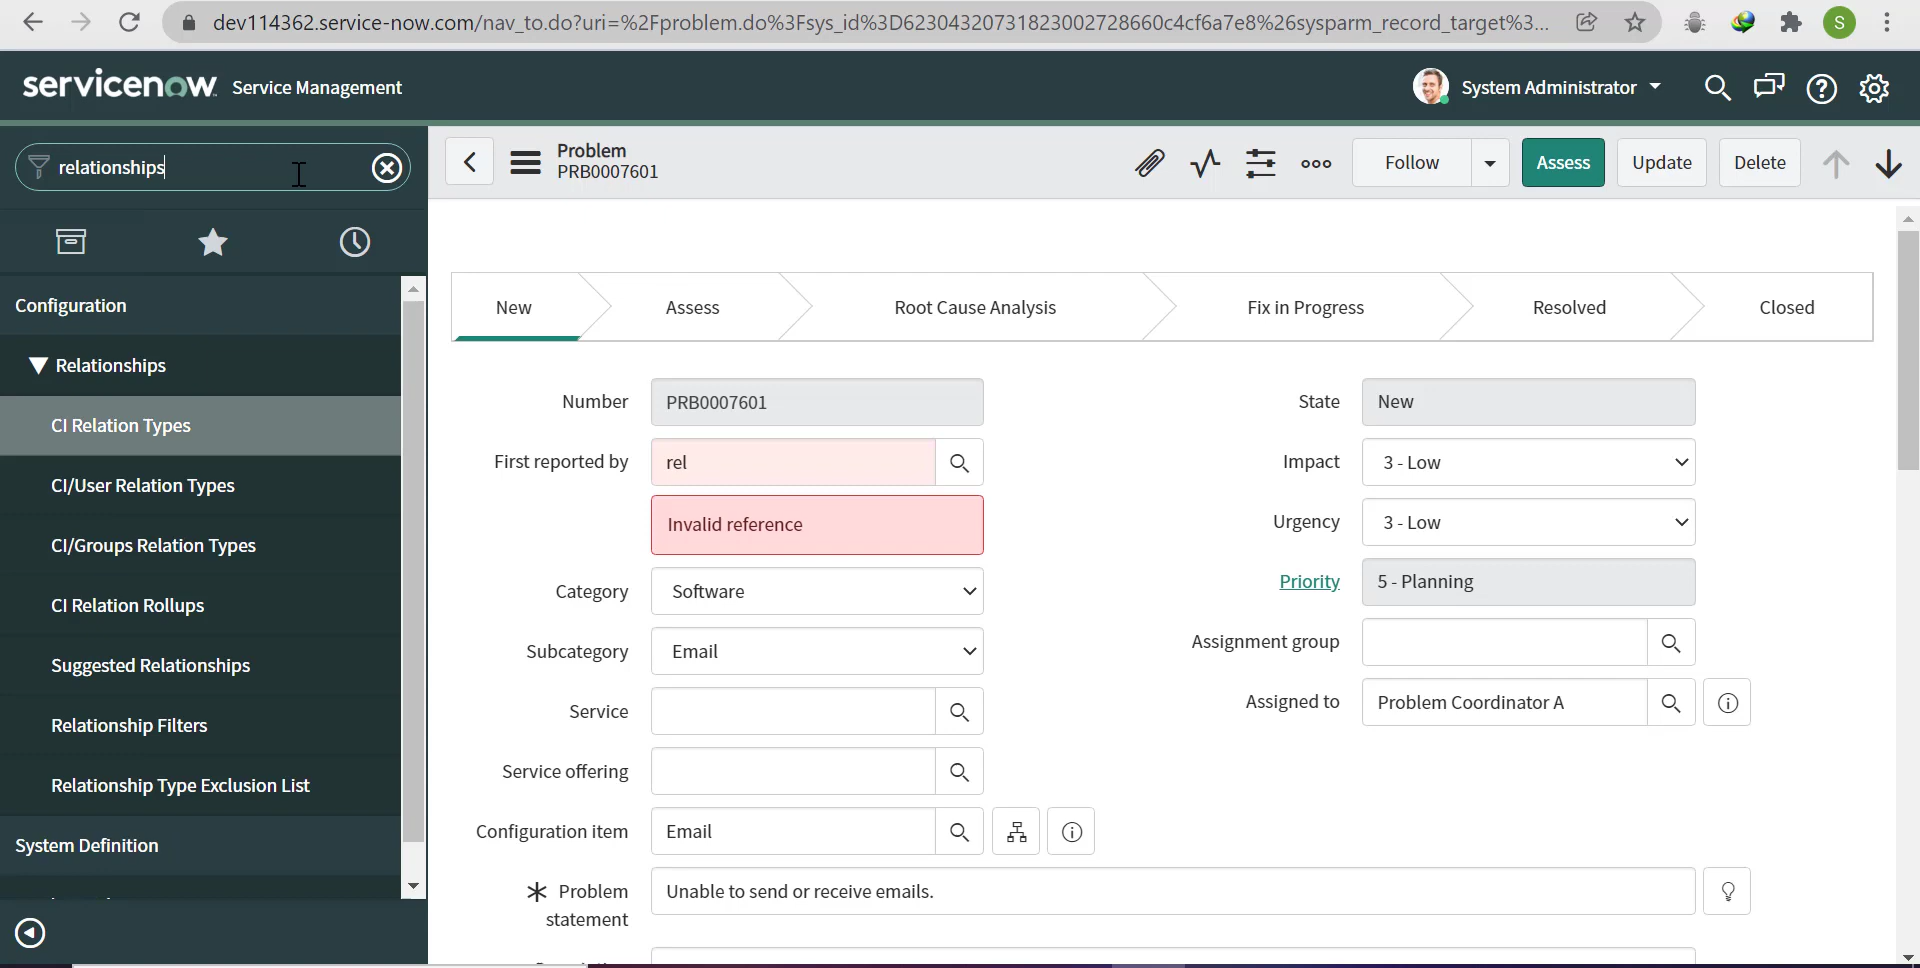 dev114362.service-now.com/nav_to.do?uri=%2Fproblem.do%3Fsys_id%3D62304320731823002728660c4cf6a7e8%26sysparm_record_target%3...
S
servicenow Service Management
System Administrator
relationships
Problem
PRB0007601
Follow
Assess
Update
Delete
Configuration
Relationships
CI Relation Types
CI/User Relation Types
CI/Groups Relation Types
CI Relation Rollups
Suggested Relationships
Relationship Filters
Relationship Type Exclusion List
System Definition
New
Assess
Root Cause Analysis
Fix in Progress
Resolved
Closed
Number PRB0007601
First reported by rel
Invalid reference
Category Software
Subcategory Email
Service
Service offering
Configuration item Email
State New
Impact 3 - Low
Urgency 3 - Low
Priority 5 - Planning
Assignment group
Assigned to Problem Coordinator A
Problem statement Unable to send or receive emails.